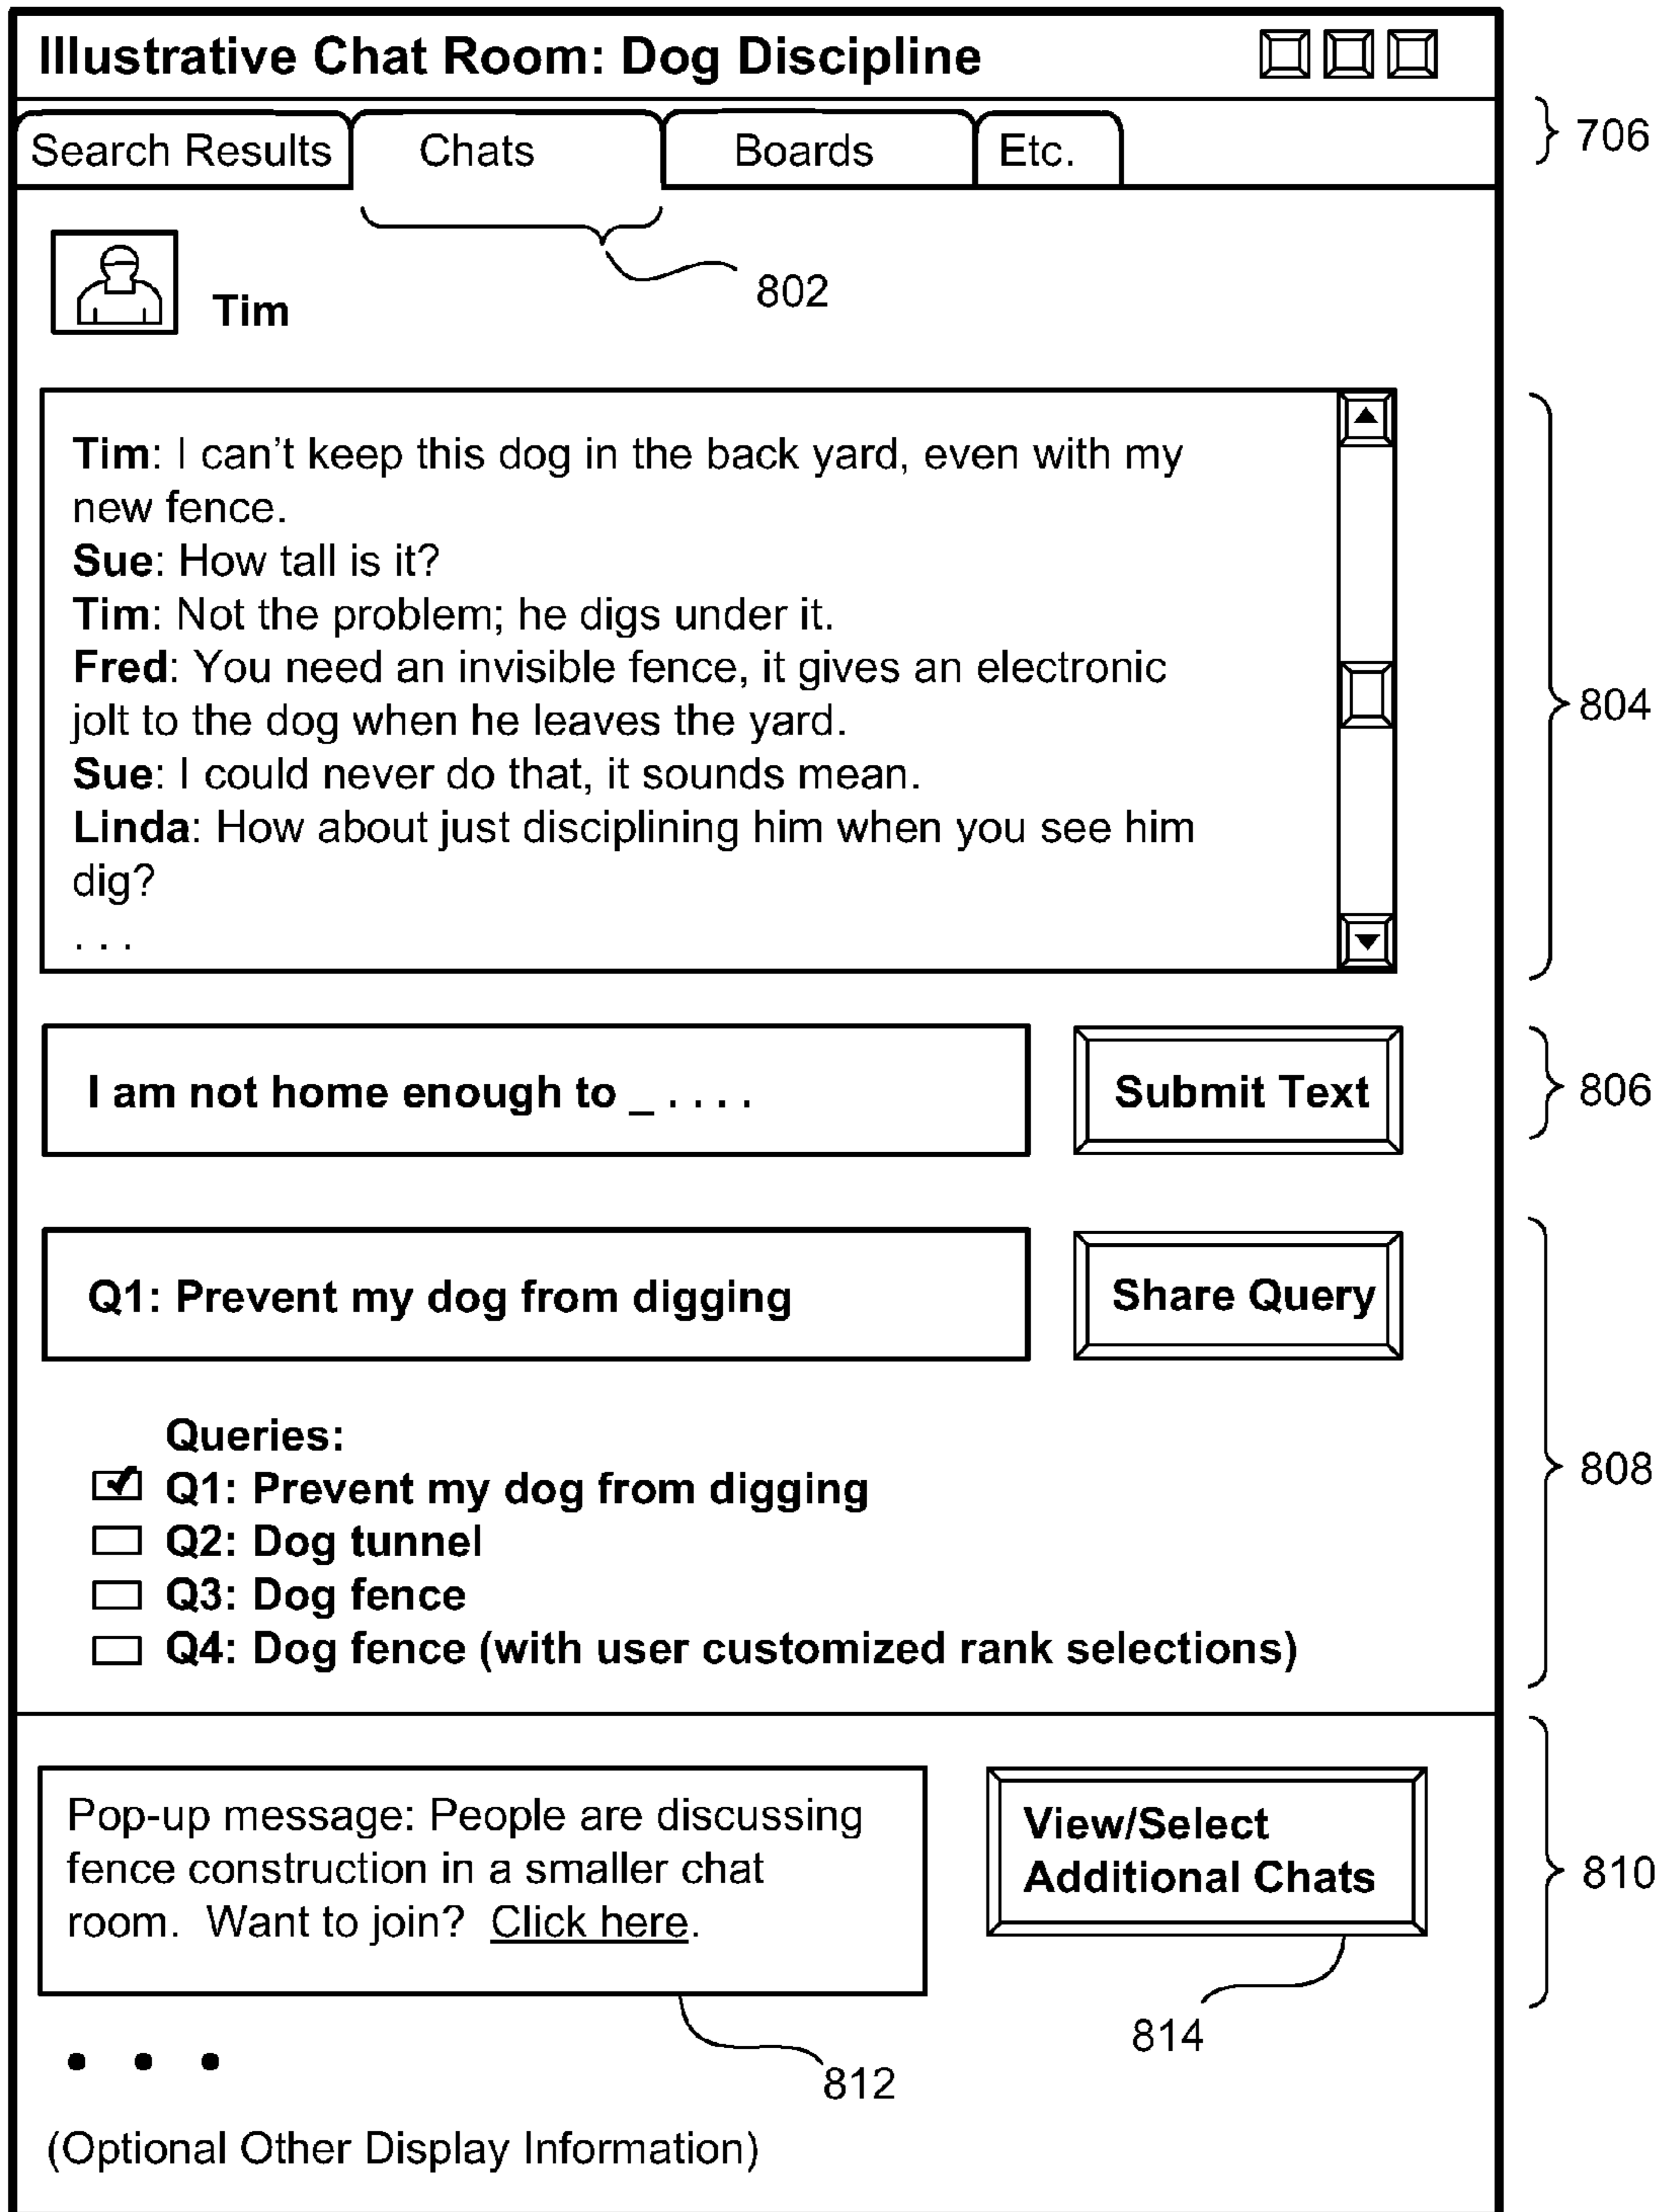 Illustrative Chat Room: Dog Discipline
Search Results Chats Boards Etc.
706
802
Tim
Tim: I can't keep this dog in the back yard, even with my
new fence.
Sue: How tall is it?
Tim: Not the problem; he digs under it.
Fred: You need an invisible fence, it gives an electronic
jolt to the dog when he leaves the yard.
Sue: I could never do that, it sounds mean.
Linda: How about just disciplining him when you see him
dig?
. . .
804
I am not home enough to _ . . . .
Submit Text
806
Q1: Prevent my dog from digging
Share Query
Queries:
Q1: Prevent my dog from digging
Q2: Dog tunnel
Q3: Dog fence
Q4: Dog fence (with user customized rank selections)
808
Pop-up message: People are discussing
fence construction in a smaller chat
room. Want to join? Click here.
View/Select
Additional Chats
810
814
812
• • •
(Optional Other Display Information)